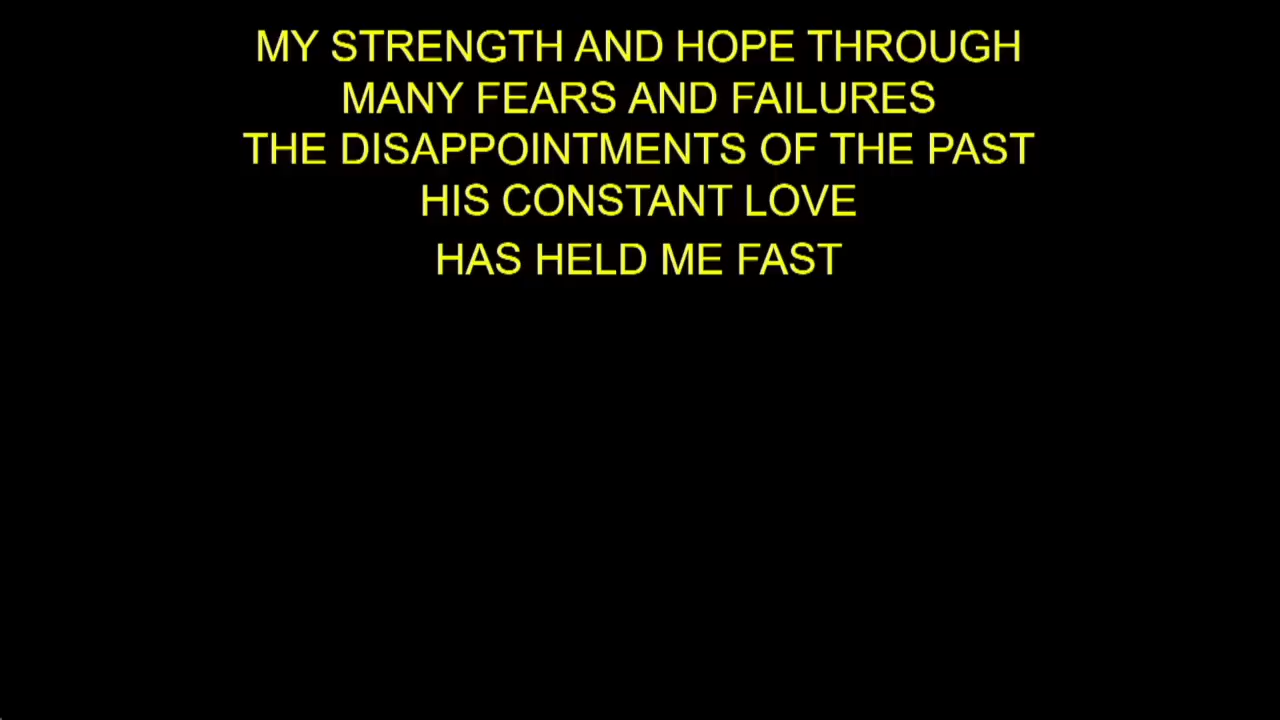 MY STRENGTH AND HOPE THROUGH
MANY FEARS AND FAILURES
THE DISAPPOINTMENTS OF THE PAST
HIS CONSTANT LOVE
HAS HELD ME FAST